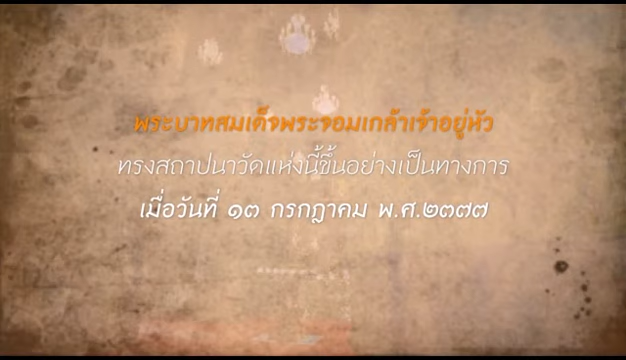 พระบาทสมเด็จพระจอมเกล้าเจ้าอยู่หัว
ทรงสถาปนาวัดแห่งนี้ขึ้นอย่างเป็นทางการ
เมื่อวันที่ ๑๓ กรกฎาคม พ.ศ.๒๓๗๗